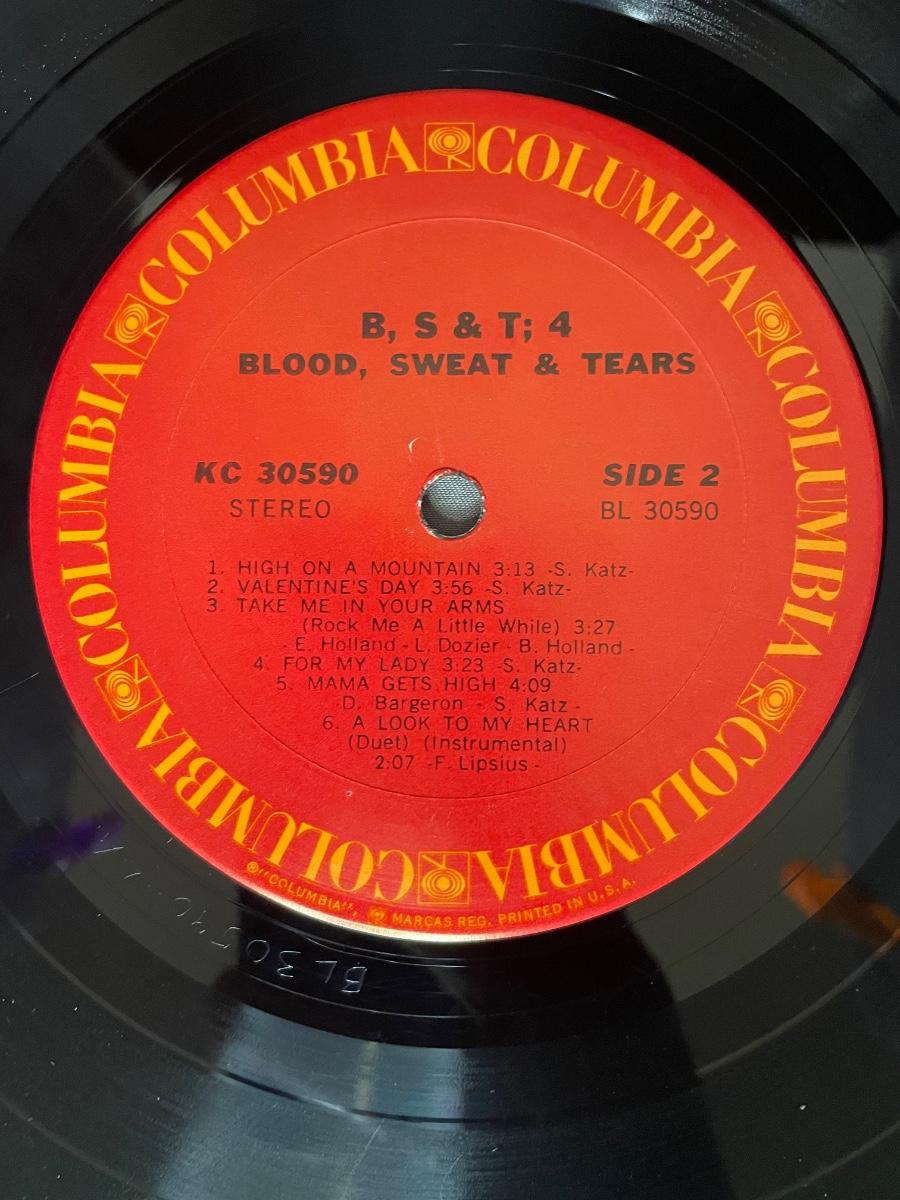 COLUMBIA COLUMBIA COLUMBIA COLUMBIA COLUMBIA COLUMBIA
B, S & T; 4
BLOOD, SWEAT & TEARS
KC 30590
STEREO
SIDE 2
BL 30590
1. HIGH ON A MOUNTAIN 3:13 -S. Katz-
2. VALENTINE'S DAY 3:56 -S. Katz-
3. TAKE ME IN YOUR ARMS
(Rock Me A Little While) 3:27
- E. Holland - L. Dozier - B. Holland -
4. FOR MY LADY 3:23 -S. Katz-
5. MAMA GETS HIGH 4:09
-D. Bargeron - S. Katz -
6. A LOOK TO MY HEART
(Duet) (Instrumental)
2:07 -F. Lipsius -
COLUMBIA COLUMBIA
®"COLUMBIA", MARCAS REG. PRINTED IN U.S.A.
BL 30590